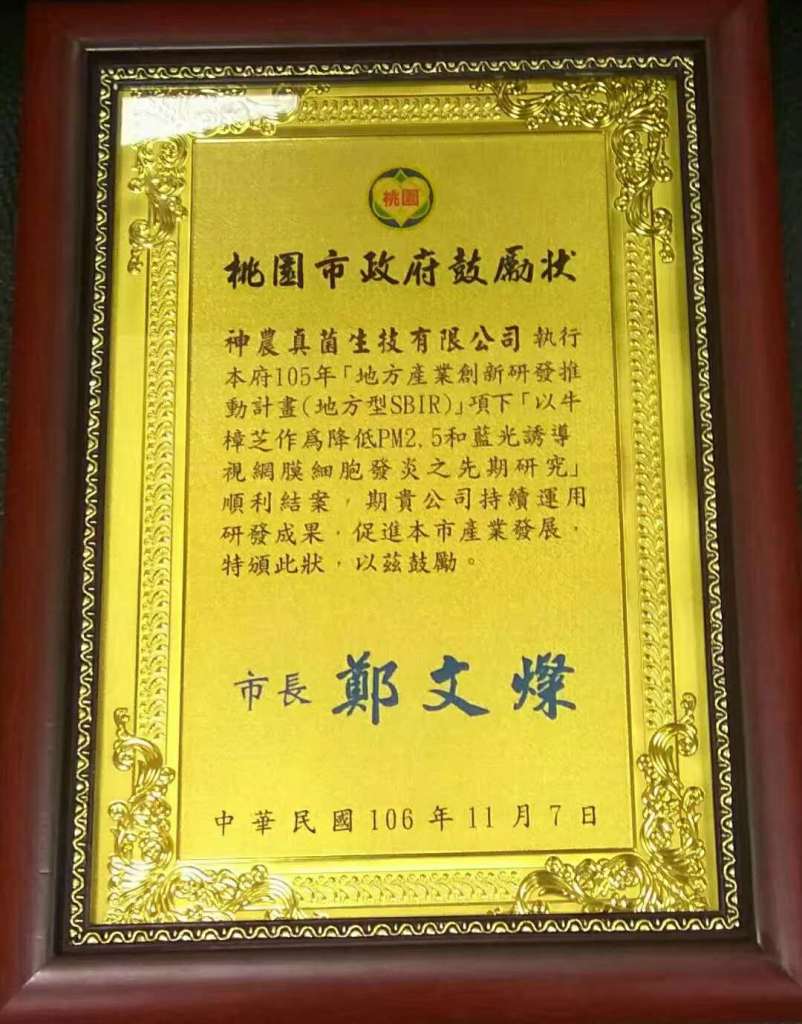 桃園
桃園市政府鼓勵狀
神農真菌生技有限公司執行
本府105年「地方產業創新研發推
動計畫(地方型SBIR)」項下「以牛
樟芝作為降低PM2.5和藍光誘導
視網膜細胞發炎之先期研究」
順利結案，期貴公司持續運用
研發成果，促進本市產業發展，
特頒此狀，以茲鼓勵。
市長 鄭文燦
中華民國106年11月7日